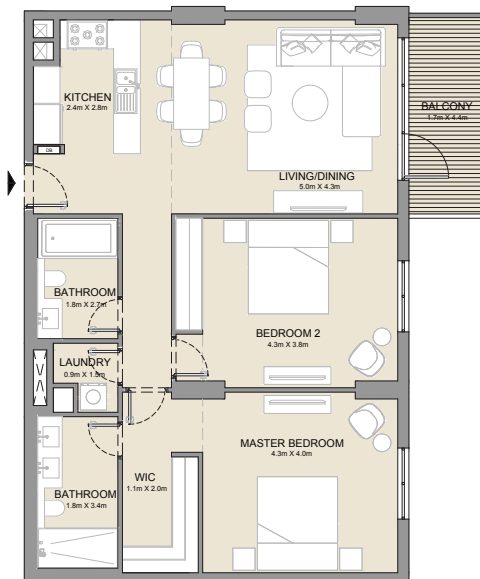 KITCHEN
2.4m X 2.8m
DB
BALCONY
1.7m X 4.4m
LIVING/DINING
5.0m X 4.3m
BATHROOM
1.8m X 2.7m
BEDROOM 2
4.3m X 3.8m
LAUNDRY
0.9m X 1.5m
MASTER BEDROOM
4.3m X 4.0m
WIC
1.1m X 2.0m
BATHROOM
1.8m X 3.4m